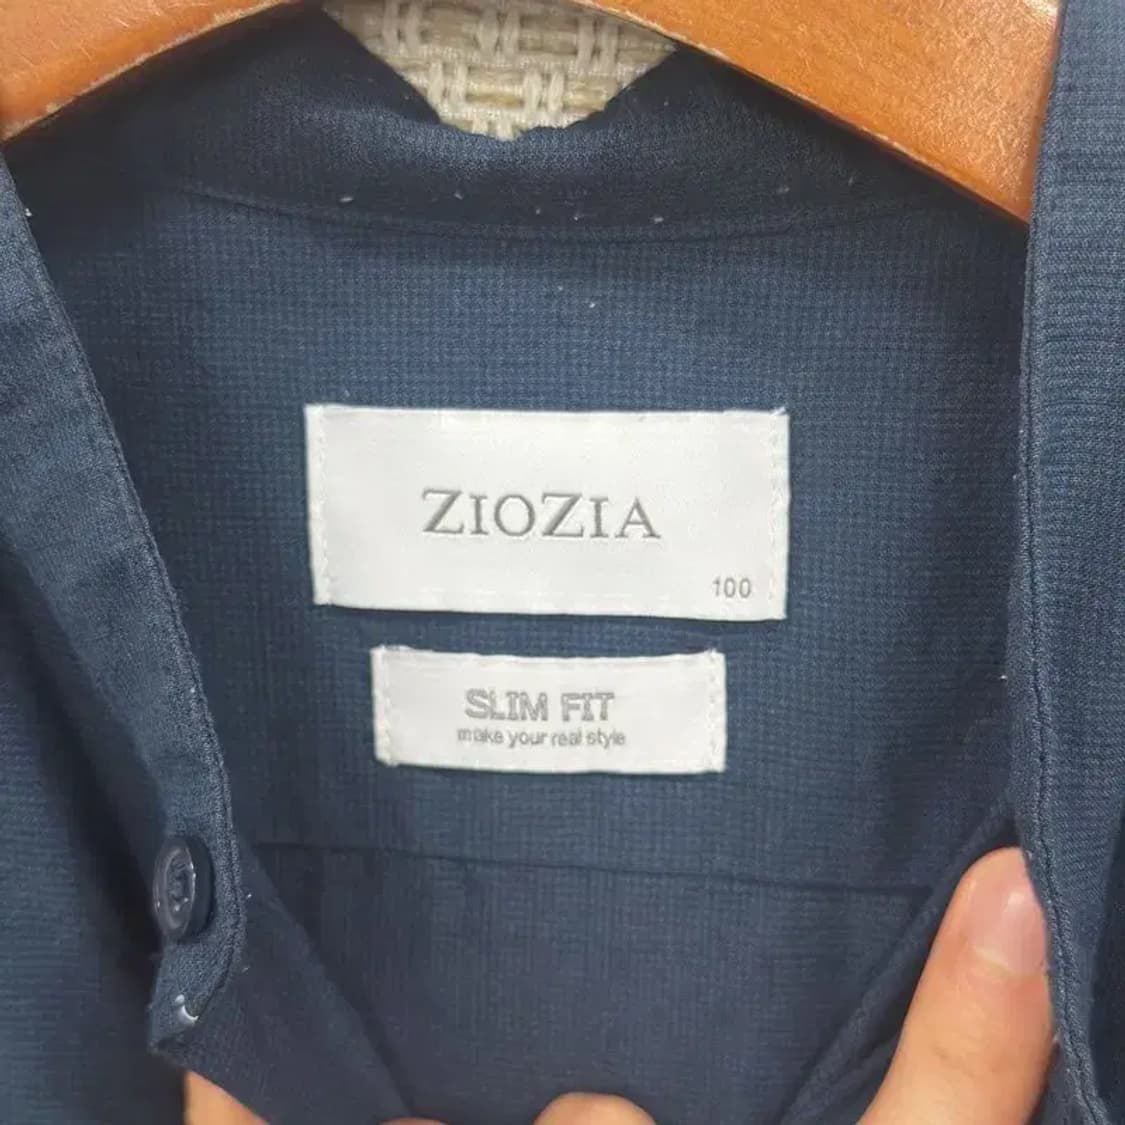 ZIOZIA
100
SLIM FIT
make your real style